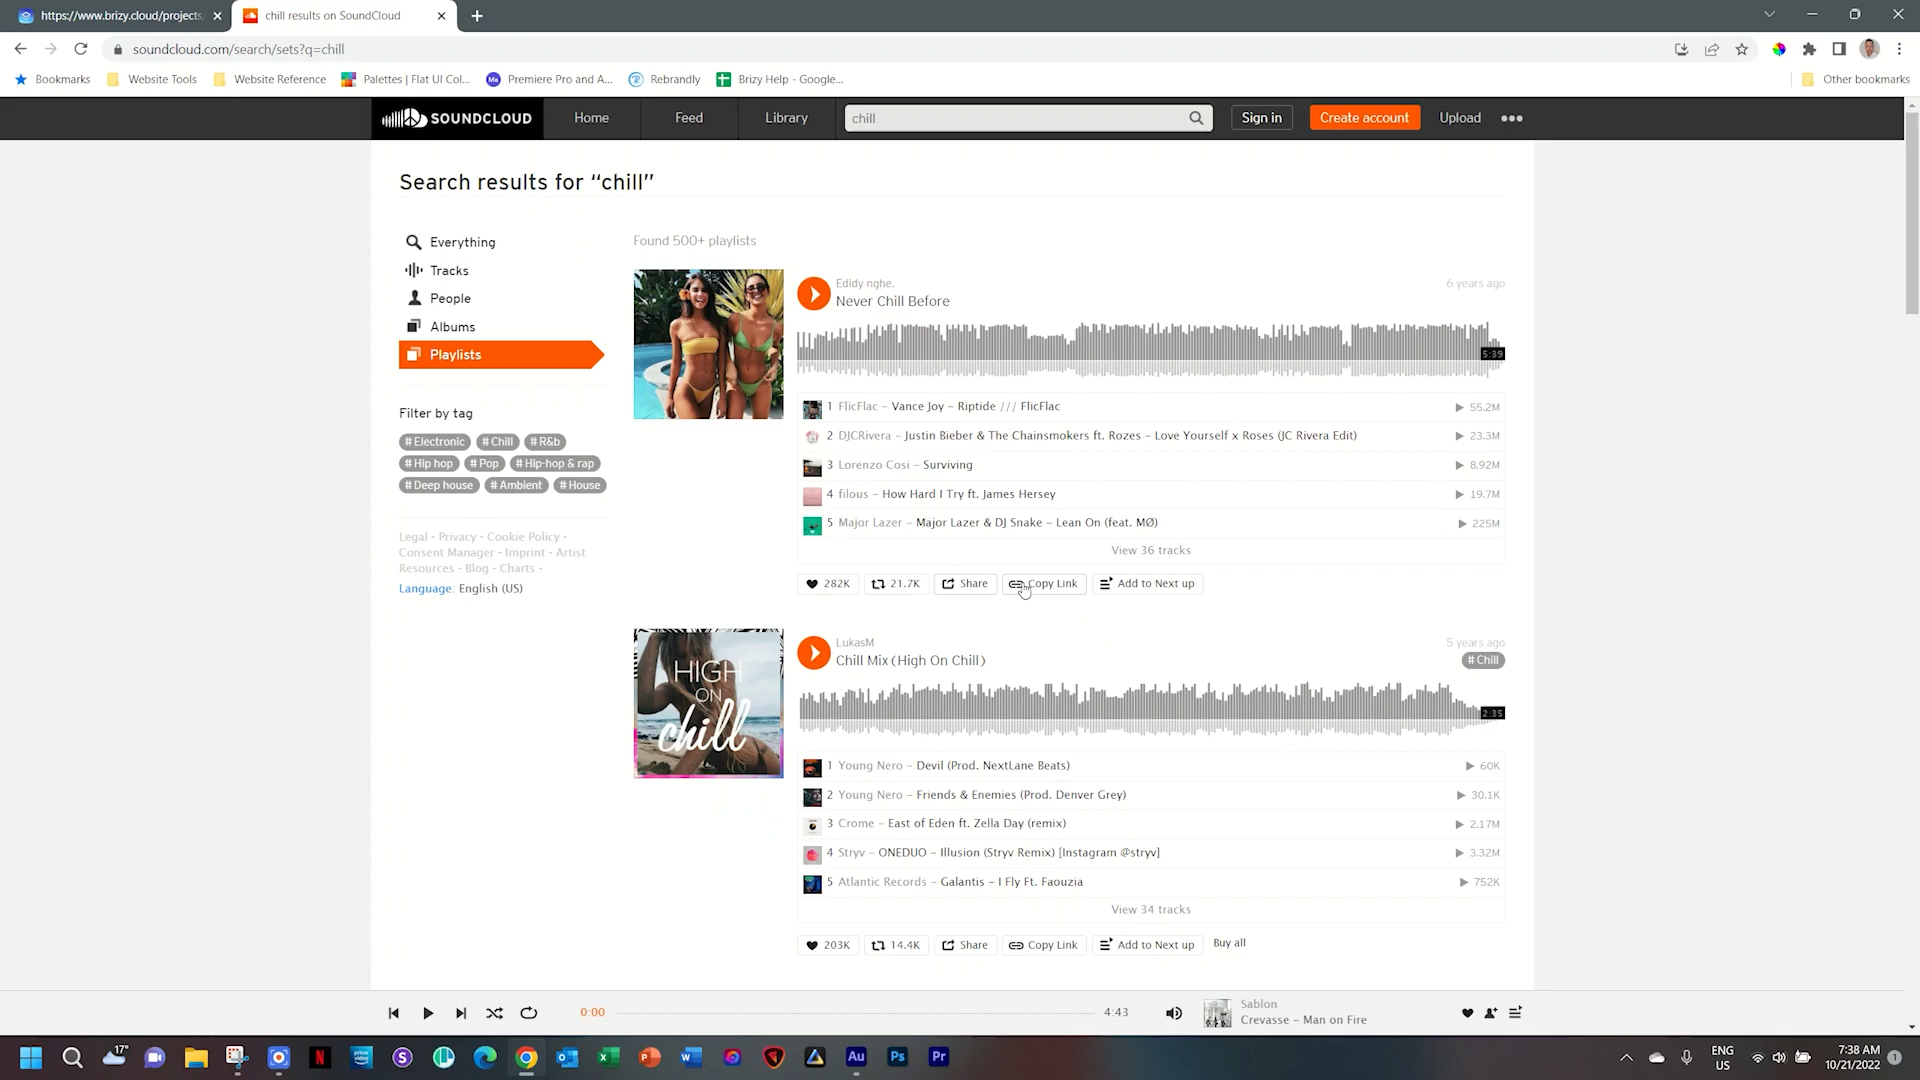 https://www.brizy.cloud/projects,
chill results on SoundCloud
soundcloud.com/search/sets?q=chill
Bookmarks
Website Tools
Website Reference
Palettes | Flat UI Col...
Premiere Pro and A...
Rebrandly
Brizy Help - Google...
Other bookmarks
SOUNDCLOUD
Home
Feed
Library
chill
Sign in
Create account
Upload
Search results for “chill”
Everything
Tracks
People
Albums
Playlists
Filter by tag
# Electronic # Chill # R&b
# Hip hop # Pop # Hip-hop & rap
# Deep house # Ambient # House
Legal - Privacy - Cookie Policy -
Consent Manager - Imprint - Artist
Resources - Blog - Charts -
Language: English (US)
Found 500+ playlists
Edidy nghe.
6 years ago
Never Chill Before
5:39
1 FlicFlac – Vance Joy – Riptide /// FlicFlac 55.2M
2 DJCRivera – Justin Bieber & The Chainsmokers ft. Rozes – Love Yourself x Roses (JC Rivera Edit) 23.3M
3 Lorenzo Cosi – Surviving 8.92M
4 filous – How Hard I Try ft. James Hersey 19.7M
5 Major Lazer – Major Lazer & DJ Snake – Lean On (feat. MØ) 225M
View 36 tracks
282K 21.7K Share Copy Link Add to Next up
HIGH
ON
chill
LukasM
5 years ago
Chill Mix (High On Chill)
# Chill
2:35
1 Young Nero – Devil (Prod. NextLane Beats) 60K
2 Young Nero – Friends & Enemies (Prod. Denver Grey) 30.1K
3 Crome – East of Eden ft. Zella Day (remix) 2.17M
4 Stryv – ONEDUO – Illusion (Stryv Remix) [Instagram @stryv] 3.32M
5 Atlantic Records – Galantis – I Fly Ft. Faouzia 752K
View 34 tracks
203K 14.4K Share Copy Link Add to Next up Buy all
0:00
4:43
Sablon
Crevasse – Man on Fire
17°
Au
Ps
Pr
ENG
US
7:38 AM
10/21/2022
1